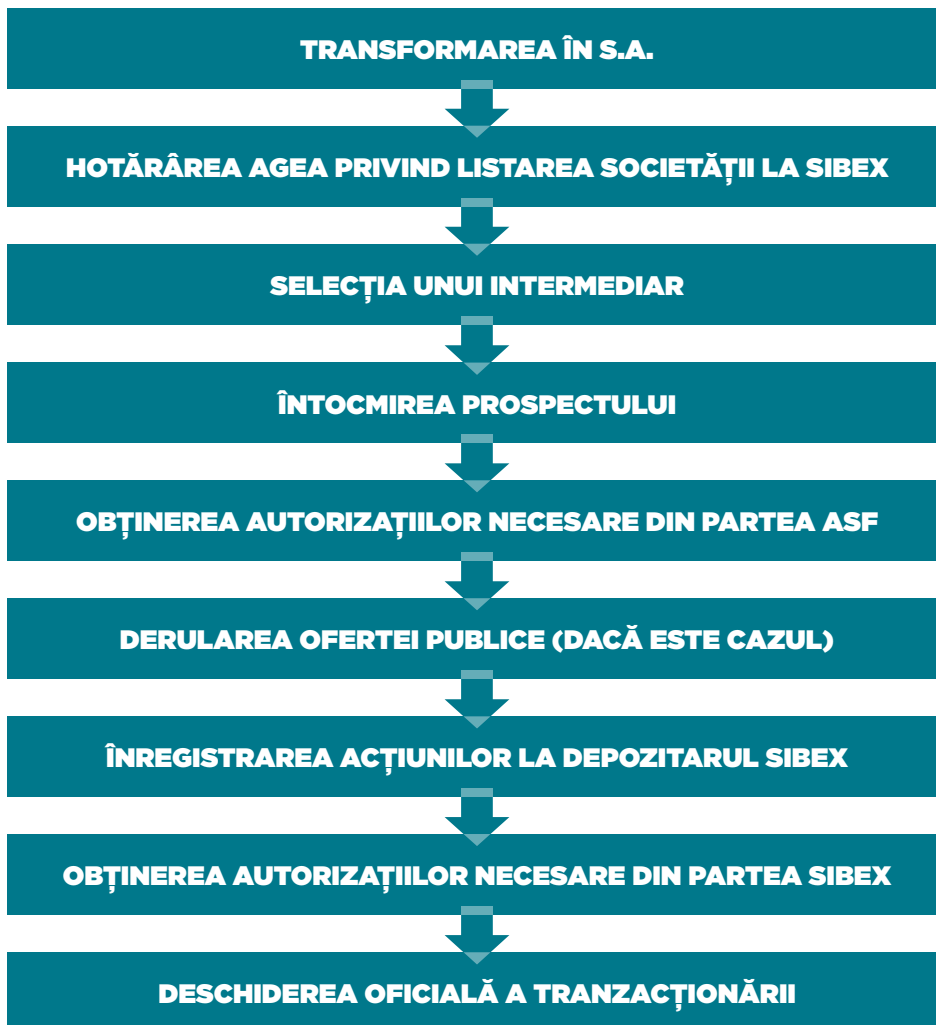 TRANSFORMAREA ÎN S.A.
HOTĂRÂREA AGEA PRIVIND LISTAREA SOCIETĂȚII LA SIBEX
SELECȚIA UNUI INTERMEDIAR
ÎNTOCMIREA PROSPECTULUI
OBȚINEREA AUTORIZAȚIILOR NECESARE DIN PARTEA ASF
DERULAREA OFERTEI PUBLICE (DACĂ ESTE CAZUL)
ÎNREGISTRAREA ACȚIUNILOR LA DEPOZITARUL SIBEX
OBȚINEREA AUTORIZAȚIILOR NECESARE DIN PARTEA SIBEX
DESCHIDEREA OFICIALĂ A TRANZACȚIONĂRII